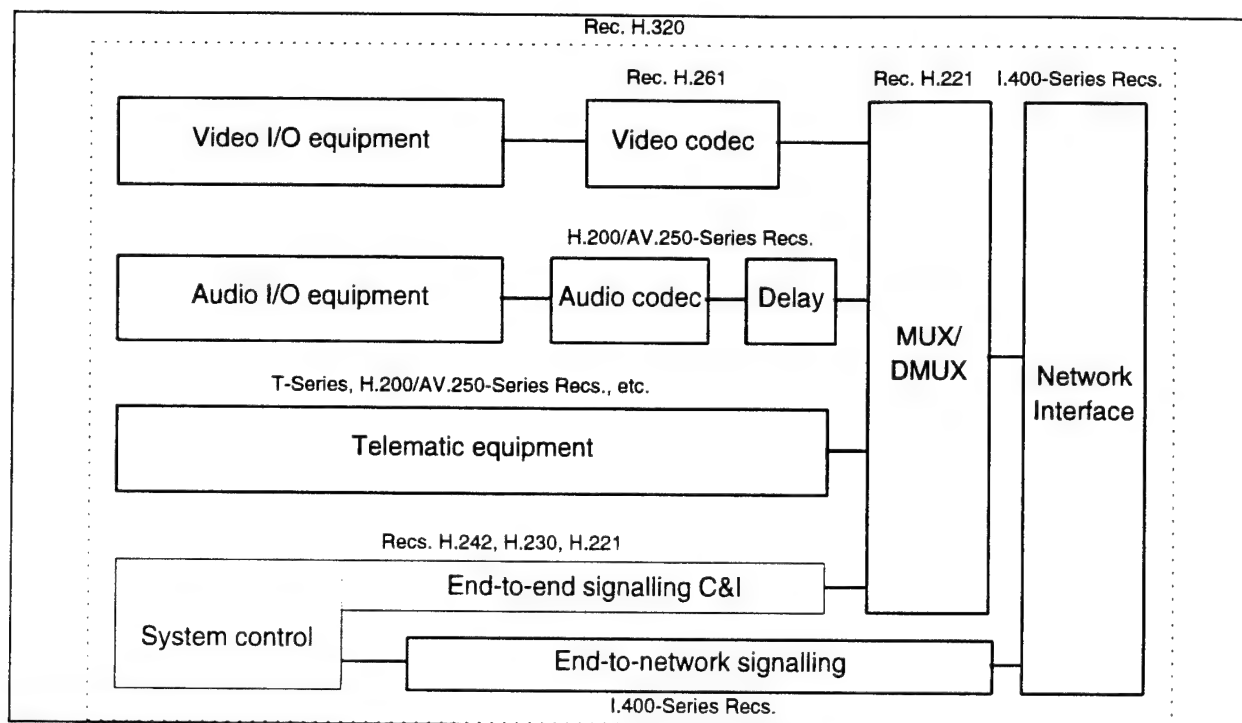 Rec. H.320
Rec. H.261
Rec. H.221
I.400-Series Recs.
Video I/O equipment
Video codec
H.200/AV.250-Series Recs.
Audio I/O equipment
Audio codec
Delay
MUX/
DMUX
Network
Interface
T-Series, H.200/AV.250-Series Recs., etc.
Telematic equipment
Recs. H.242, H.230, H.221
End-to-end signalling C&I
System control
End-to-network signalling
I.400-Series Recs.